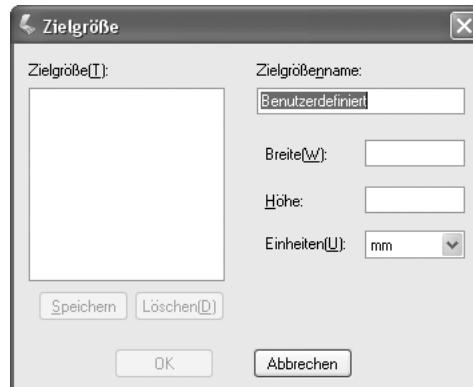 Zielgröße
Zielgröße(T):
Zielgrößenname:
Benutzerdefiniert
Breite(W):
Höhe:
Einheiten(U):
mm
Speichern
Löschen(D)
OK
Abbrechen